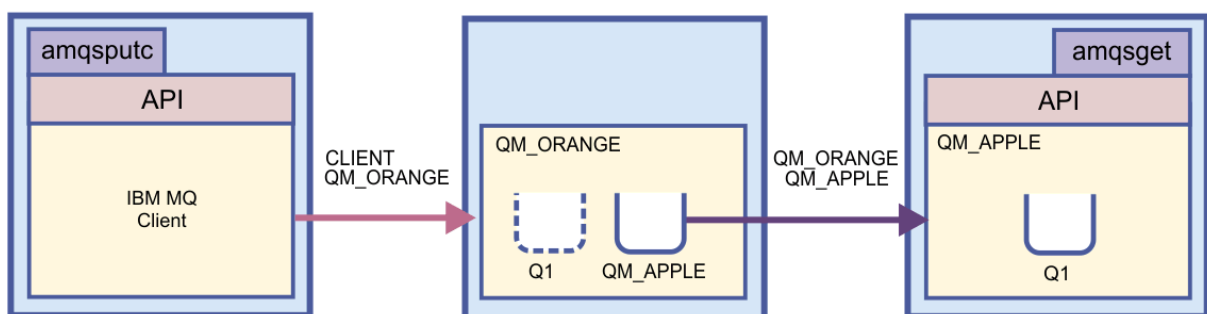 amqsputc
API
IBM MQ
Client
CLIENT
QM_ORANGE
QM_ORANGE
Q1
QM_APPLE
QM_ORANGE
QM_APPLE
amqsget
API
QM_APPLE
Q1